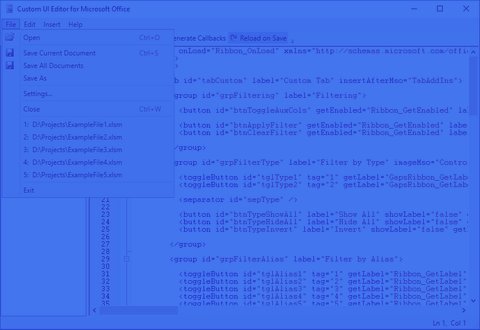 Custom UI Editor for Microsoft Office
File Edit Insert Help
Open Ctrl+O
Save Current Document Ctrl+S
Save All Documents
Save As
Settings...
Close Ctrl+W
1: D:\Projects\ExampleFile1.xlsm
2: D:\Projects\ExampleFile2.xlsm
3: D:\Projects\ExampleFile3.xlsm
4: D:\Projects\ExampleFile4.xlsm
5: D:\Projects\ExampleFile5.xlsm
Exit
enerate Callbacks Reload on Save
onLoad="Ribbon_OnLoad" xmlns="http://schemas.microsoft.com/offic
id="tabCustom" label="Custom Tab" insertAfterMso="TabAddIns">
group id="grpFiltering" label="Filtering">
<button id="btnToggleAuxCols" getEnabled="Ribbon_GetEnabled" la
<button id="btnApplyFilter" getEnabled="Ribbon_GetEnabled" labe
<button id="btnClearFilter" getEnabled="Ribbon_GetEnabled" labe
/group>
group id="grpFilterType" label="Filter by Type" imageMso="Contro
<toggleButton id="tglType1" tag="1" getLabel="GapsRibbon_GetLab
<toggleButton id="tglType2" tag="2" getLabel="GapsRibbon_GetLab
21 <separator id="sepType" />
22
23 <button id="btnTypeShowAll" label="Show All" showLabel="false"
24 <button id="btnTypeHideAll" label="Hide All" showLabel="false"
25 <button id="btnTypeInvert" label="Invert" showLabel="false" get
26
27 </group>
28
29 <group id="grpFilterAlias" label="Filter by Alias">
30
31 <toggleButton id="tglAlias1" tag="1" getLabel="Ribbon_GetLabel"
32 <toggleButton id="tglAlias2" tag="2" getLabel="Ribbon_GetLabel"
33 <toggleButton id="tglAlias3" tag="3" getLabel="Ribbon_GetLabel"
34 <toggleButton id="tglAlias4" tag="4" getLabel="Ribbon_GetLabel"
35 <toggleButton id="tglAlias5" tag="5" getLabel="Ribbon_GetLabel"
Ln 1, Col 1